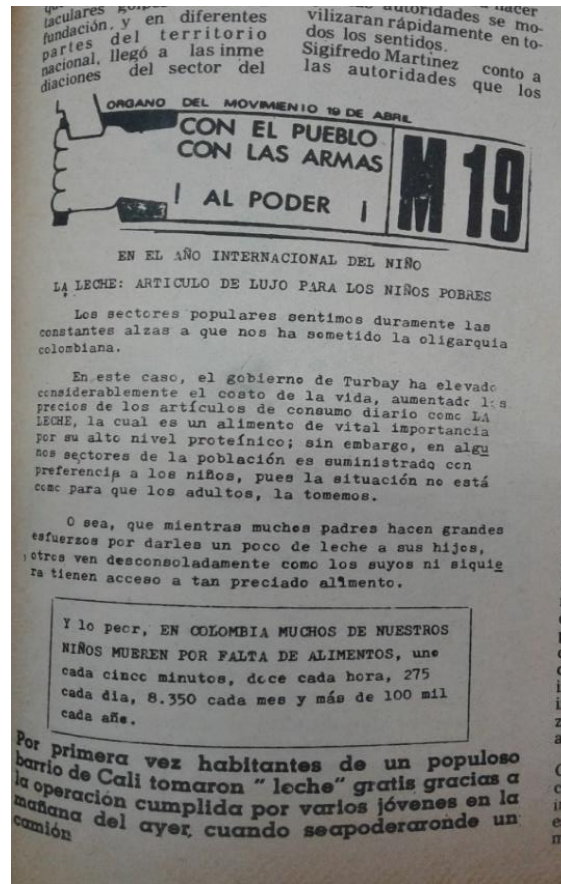 taculares
fundación, y en diferentes
partes del territorio
nacional, llegó a las inme
diaciones del sector del
autoridades se mo-
vilizaran rápidamente en to-
dos los sentidos.
Sigifredo Martínez conto a
las autoridades que los
ORGANO DEL MOVIMIENTO 19 DE ABRIL
CON EL PUEBLO
CON LAS ARMAS
¡ AL PODER !
M 19
EN EL AÑO INTERNACIONAL DEL NIÑO
LA LECHE: ARTICULO DE LUJO PARA LOS NIÑOS POBRES
Los sectores populares sentimos duramente las
constantes alzas a que nos ha sometido la oligarquia
colombiana.
En este caso, el gobierno de Turbay ha elevado
considerablemente el costo de la vida, aumentado los
precios de los artículos de consumo diario como LA
LECHE, la cual es un alimento de vital importancia
por su alto nivel proteínico; sin embargo, en algu
nos sectores de la población es suministrado con
preferencia a los niños, pues la situación no está
como para que los adultos, la tomemos.
O sea, que mientras muchos padres hacen grandes
esfuerzos por darles un poco de leche a sus hijos,
otros ven desconsoladamente como los suyos ni siquie
ra tienen acceso a tan preciado alimento.
Y lo peor, EN COLOMBIA MUCHOS DE NUESTROS
NIÑOS MUEREN POR FALTA DE ALIMENTOS, uno
cada cinco minutos, doce cada hora, 275
cada dia, 8.350 cada mes y más de 100 mil
cada año.
Por primera vez habitantes de un populoso
barrio de Cali tomaron " leche" gratis gracias a
la operación cumplida por varios jóvenes en la
mañana del ayer, cuando seapoderaronde un
camión